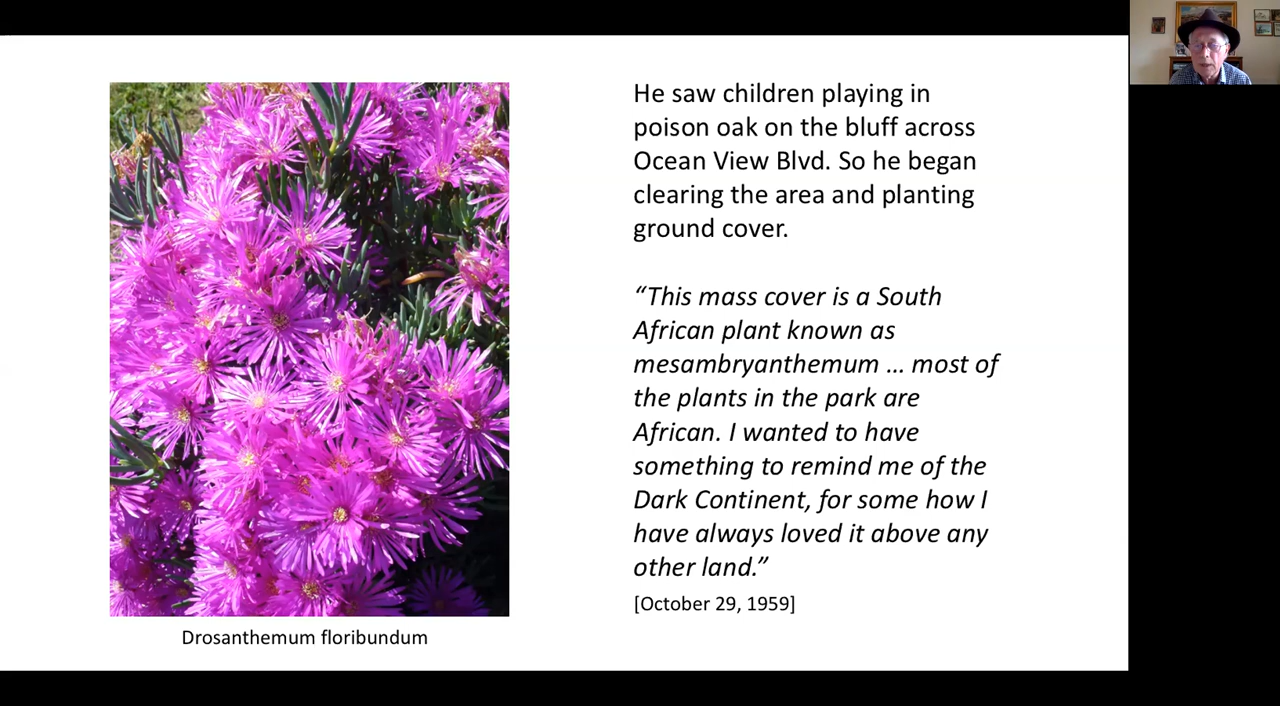 He saw children playing in
poison oak on the bluff across
Ocean View Blvd. So he began
clearing the area and planting
ground cover.
“This mass cover is a South
African plant known as
mesambryanthemum … most of
the plants in the park are
African. I wanted to have
something to remind me of the
Dark Continent, for some how I
have always loved it above any
other land.”
[October 29, 1959]
Drosanthemum floribundum